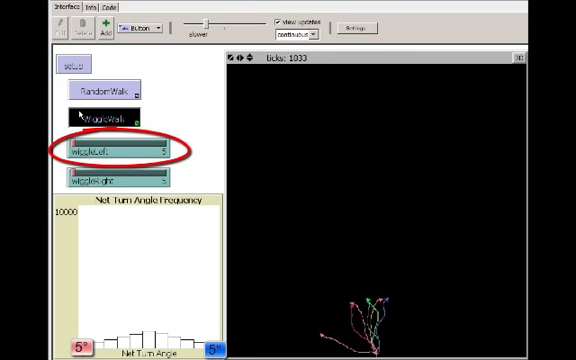 Interface Info Code
Edit Delete Add
Button
slower
view updates
continuous
Settings
ticks: 1033
3D
setup
RandomWalk
WiggleWalk
wiggleLeft 5
wiggleRight 5
Net Turn Angle Frequency
10000
5° 5°
Net Turn Angle